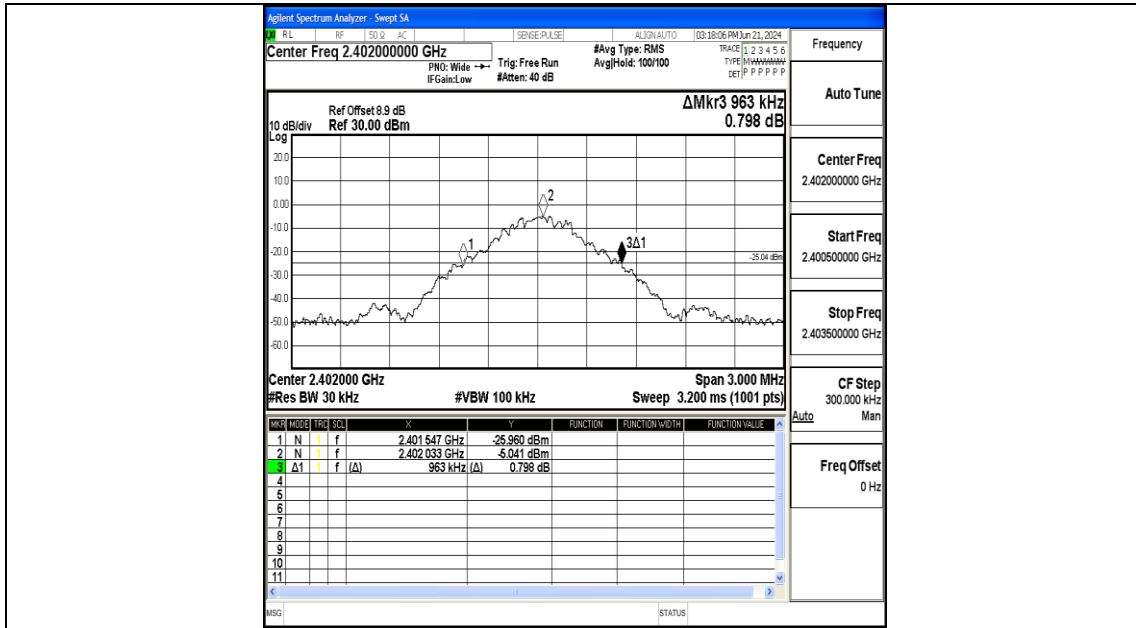 Agilent Spectrum Analyzer - Swept SA
RL RF 50 Ω AC SENSE:PULSE ALIGN AUTO 03:18:06 PM Jun 21, 2024
Center Freq 2.402000000 GHz
PNO: Wide
IFGain:Low
Trig: Free Run
#Atten: 40 dB
#Avg Type: RMS
Avg|Hold: 100/100
TRACE 1 2 3 4 5 6
TYPE MWWWWW
DET P P P P P P
Frequency
Auto Tune
Center Freq
2.402000000 GHz
Start Freq
2.400500000 GHz
Stop Freq
2.403500000 GHz
CF Step
300.000 kHz
Auto Man
Freq Offset
0 Hz
ΔMkr3 963 kHz
0.798 dB
Ref Offset 8.9 dB
10 dB/div Ref 30.00 dBm
Log
20.0
10.0
0.00
-10.0
-20.0
-30.0
-40.0
-50.0
-60.0
1
2
3Δ1
-25.04 dBm
Center 2.402000 GHz Span 3.000 MHz
#Res BW 30 kHz #VBW 100 kHz Sweep 3.200 ms (1001 pts)
MKR MODE TRC SCL X Y FUNCTION FUNCTION WIDTH FUNCTION VALUE
1 N 1 f 2.401 547 GHz -25.960 dBm
2 N 1 f 2.402 033 GHz -5.041 dBm
3 Δ1 1 f (Δ) 963 kHz (Δ) 0.798 dB
4
5
6
7
8
9
10
11
MSG STATUS